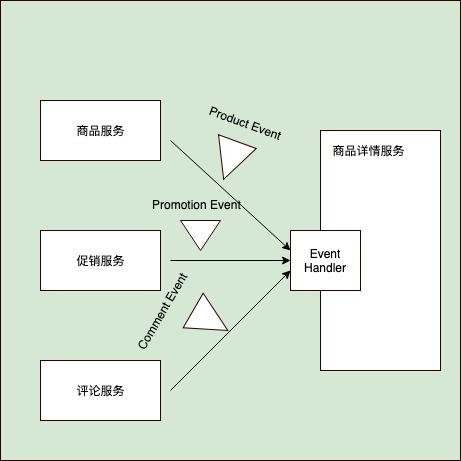 商品服务
Product Event
商品详情服务
Promotion Event
促销服务
Event
Handler
Comment Event
评论服务